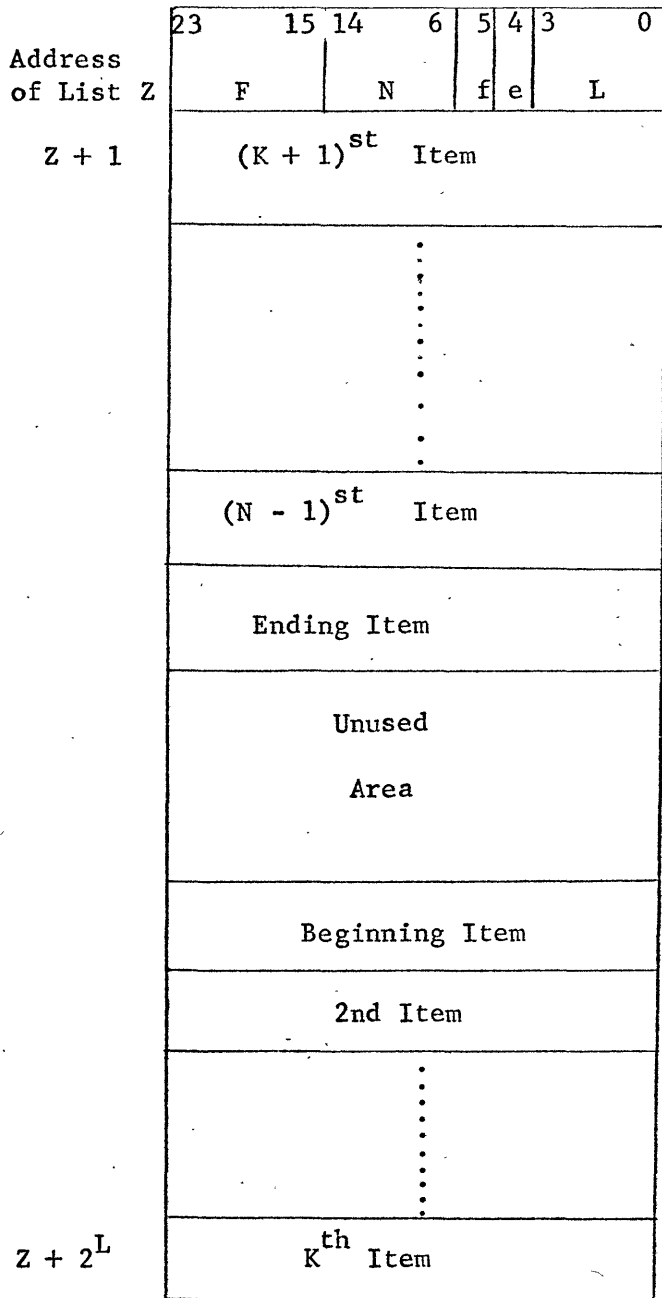 23 15 14 6 5 4 3 0
Address
of List Z F N f e L
Z + 1 (K + 1)st Item
(N - 1)st Item
Ending Item
Unused
Area
Beginning Item
2nd Item
Z + 2L Kth Item